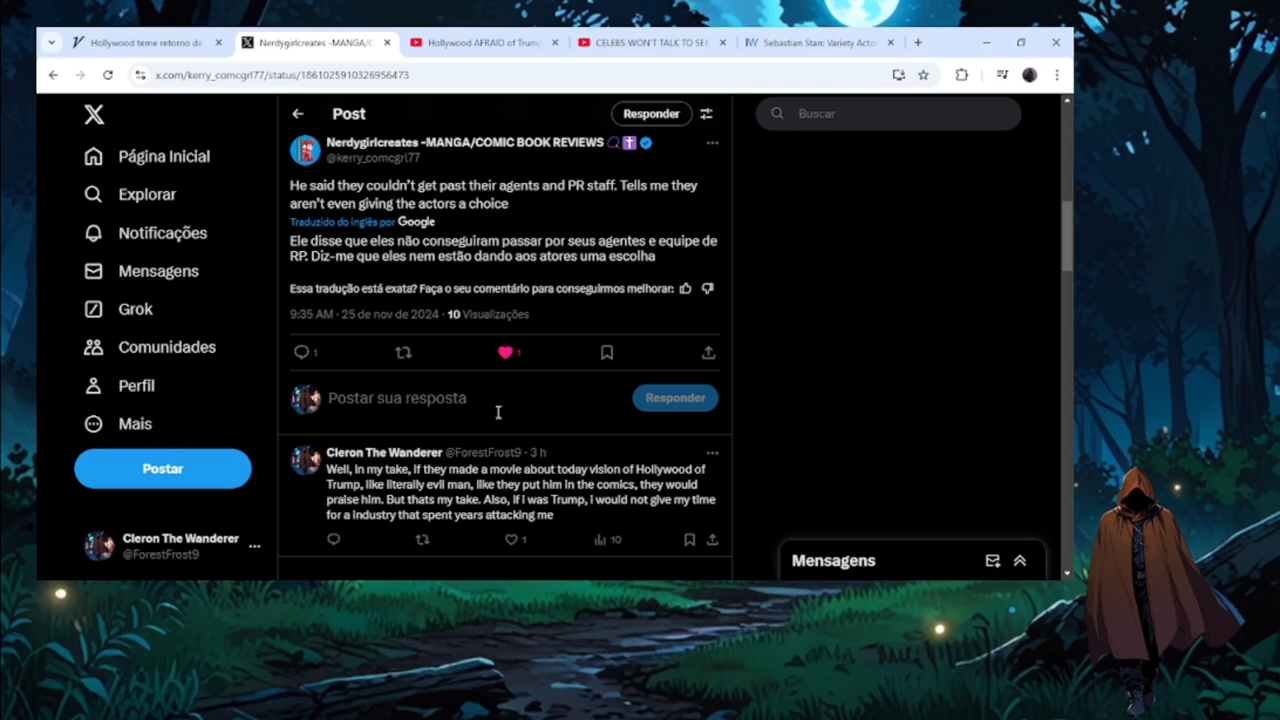 Hollywood teme retorno de
Nerdygirlcreates -MANGA/C
Hollywood AFRAID of Trump
CELEBS WON'T TALK TO SE
Sebastian Stan: Variety Acto
x.com/kerry_comcgrl77/status/1861025910326956473
Post
Responder
Buscar
Página Inicial
Explorar
Notificações
Mensagens
Grok
Comunidades
Perfil
Mais
Postar
Cleron The Wanderer
@ForestFrost9
Nerdygirlcreates -MANGA/COMIC BOOK REVIEWS
@kerry_comcgrl77
He said they couldn't get past their agents and PR staff. Tells me they
aren't even giving the actors a choice
Traduzido do inglês por Google
Ele disse que eles não conseguiram passar por seus agentes e equipe de
RP. Diz-me que eles nem estão dando aos atores uma escolha
Essa tradução está exata? Faça o seu comentário para conseguirmos melhorar:
9:35 AM · 25 de nov de 2024 · 10 Visualizações
1 1
Postar sua resposta
Responder
Cleron The Wanderer @ForestFrost9 · 3 h
Well, in my take, if they made a movie about today vision of Hollywood of
Trump, like literally evil man, like they put him in the comics, they would
praise him. But thats my take. Also, if i was Trump, i would not give my time
for a industry that spent years attacking me
1 10
Mensagens